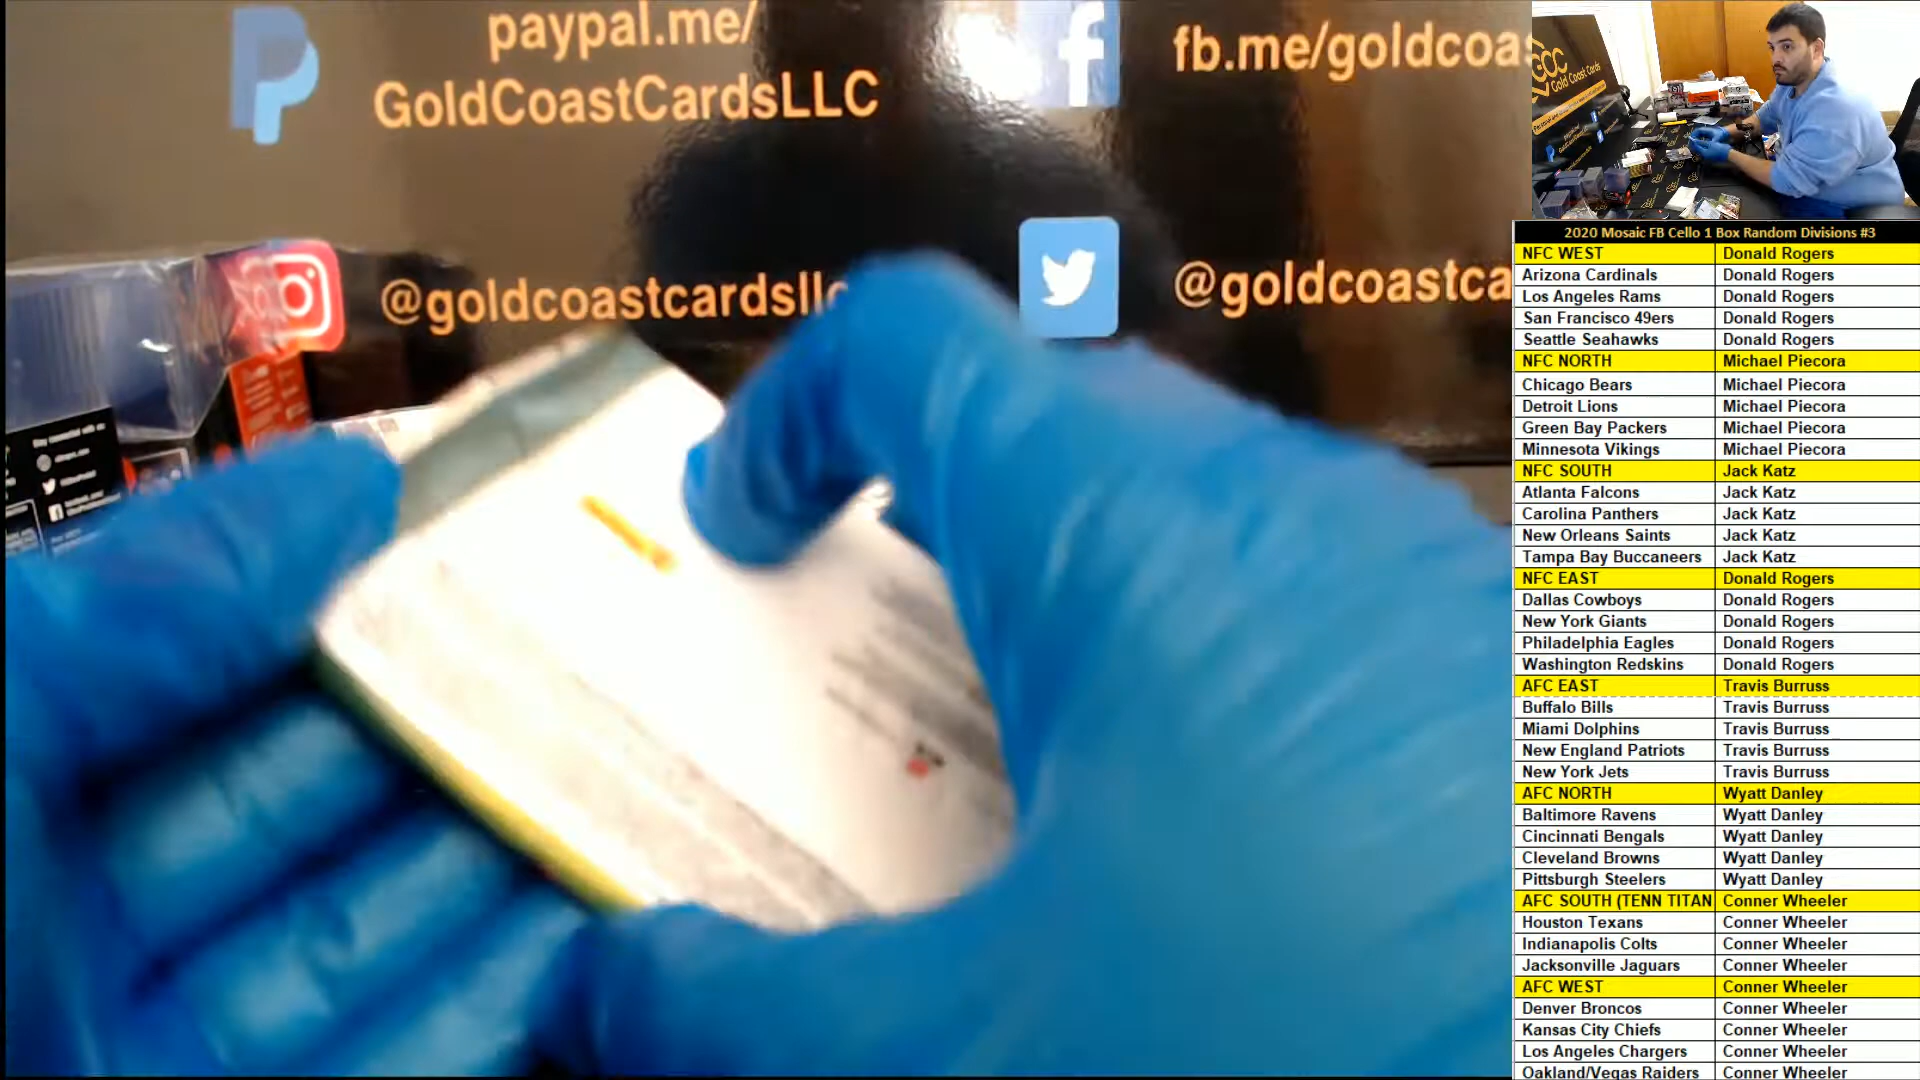 paypal.me/
GoldCoastCardsLLC
fb.me/goldcoas
@goldcoastcardsllc
@goldcoastca
GCC
Gold Coast Cards
2020 Mosaic FB Cello 1 Box Random Divisions #3
NFC WEST Donald Rogers
Arizona Cardinals Donald Rogers
Los Angeles Rams Donald Rogers
San Francisco 49ers Donald Rogers
Seattle Seahawks Donald Rogers
NFC NORTH Michael Piecora
Chicago Bears Michael Piecora
Detroit Lions Michael Piecora
Green Bay Packers Michael Piecora
Minnesota Vikings Michael Piecora
NFC SOUTH Jack Katz
Atlanta Falcons Jack Katz
Carolina Panthers Jack Katz
New Orleans Saints Jack Katz
Tampa Bay Buccaneers Jack Katz
NFC EAST Donald Rogers
Dallas Cowboys Donald Rogers
New York Giants Donald Rogers
Philadelphia Eagles Donald Rogers
Washington Redskins Donald Rogers
AFC EAST Travis Burruss
Buffalo Bills Travis Burruss
Miami Dolphins Travis Burruss
New England Patriots Travis Burruss
New York Jets Travis Burruss
AFC NORTH Wyatt Danley
Baltimore Ravens Wyatt Danley
Cincinnati Bengals Wyatt Danley
Cleveland Browns Wyatt Danley
Pittsburgh Steelers Wyatt Danley
AFC SOUTH (TENN TITAN Conner Wheeler
Houston Texans Conner Wheeler
Indianapolis Colts Conner Wheeler
Jacksonville Jaguars Conner Wheeler
AFC WEST Conner Wheeler
Denver Broncos Conner Wheeler
Kansas City Chiefs Conner Wheeler
Los Angeles Chargers Conner Wheeler
Oakland/Vegas Raiders Conner Wheeler